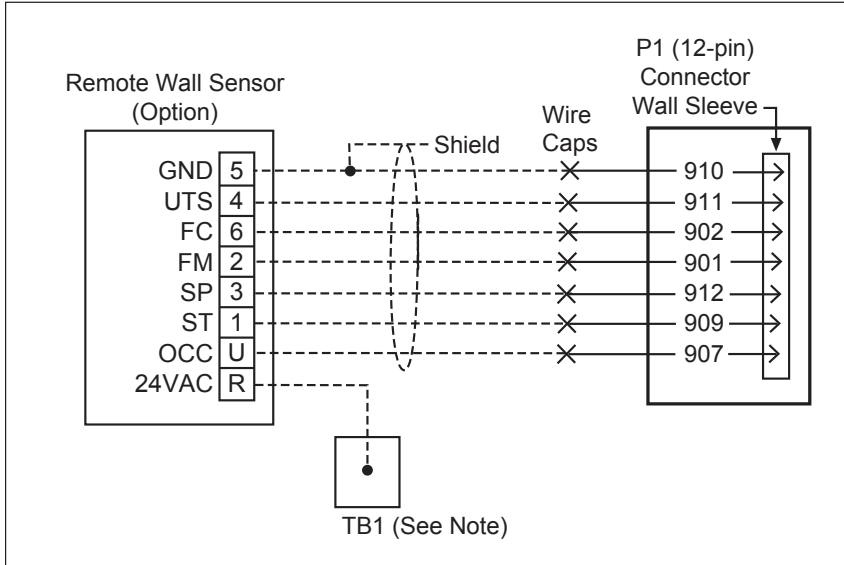 P1 (12-pin)
Connector
Wall Sleeve
Remote Wall Sensor
(Option)
Wire
Caps
Shield
GND 5 910
UTS 4 911
FC 6 902
FM 2 901
SP 3 912
ST 1 909
OCC U 907
24VAC R
TB1 (See Note)